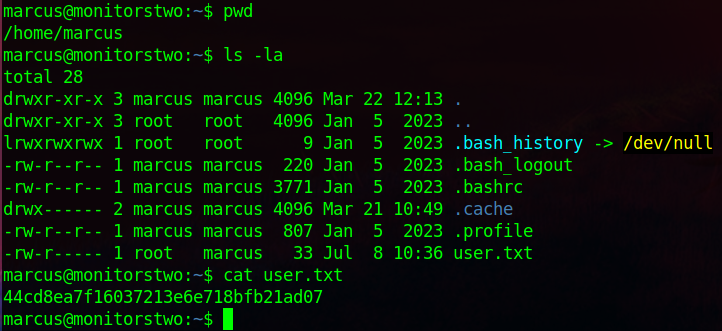 marcus@monitorstwo:~$ pwd
/home/marcus
marcus@monitorstwo:~$ ls -la
total 28
drwxr-xr-x 3 marcus marcus 4096 Mar 22 12:13 .
drwxr-xr-x 3 root   root   4096 Jan  5  2023 ..
lrwxrwxrwx 1 root   root      9 Jan  5  2023 .bash_history -> /dev/null
-rw-r--r-- 1 marcus marcus  220 Jan  5  2023 .bash_logout
-rw-r--r-- 1 marcus marcus 3771 Jan  5  2023 .bashrc
drwx------ 2 marcus marcus 4096 Mar 21 10:49 .cache
-rw-r--r-- 1 marcus marcus  807 Jan  5  2023 .profile
-rw-r----- 1 root   marcus   33 Jul  8 10:36 user.txt
marcus@monitorstwo:~$ cat user.txt
44cd8ea7f16037213e6e718bfb21ad07
marcus@monitorstwo:~$